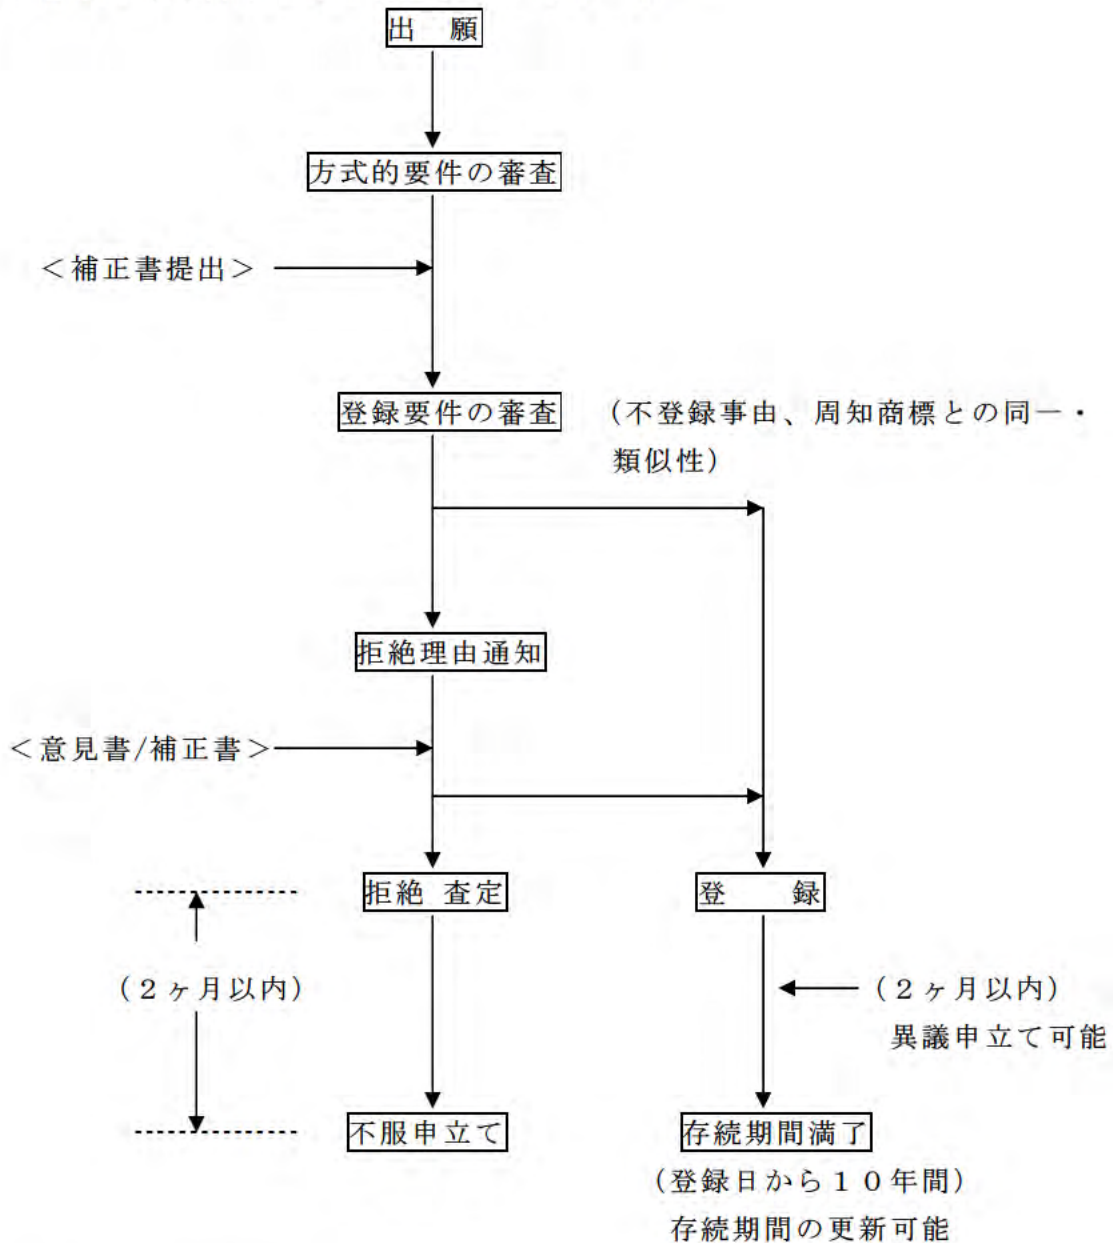 出　願
方式的要件の審査
＜補正書提出＞
登録要件の審査
（不登録事由、周知商標との同一・
類似性）
拒絶理由通知
＜意見書/補正書＞
拒絶 査定
登　　録
（２ヶ月以内）
（２ヶ月以内）
異議申立て可能
不服申立て
存続期間満了
（登録日から１０年間）
存続期間の更新可能